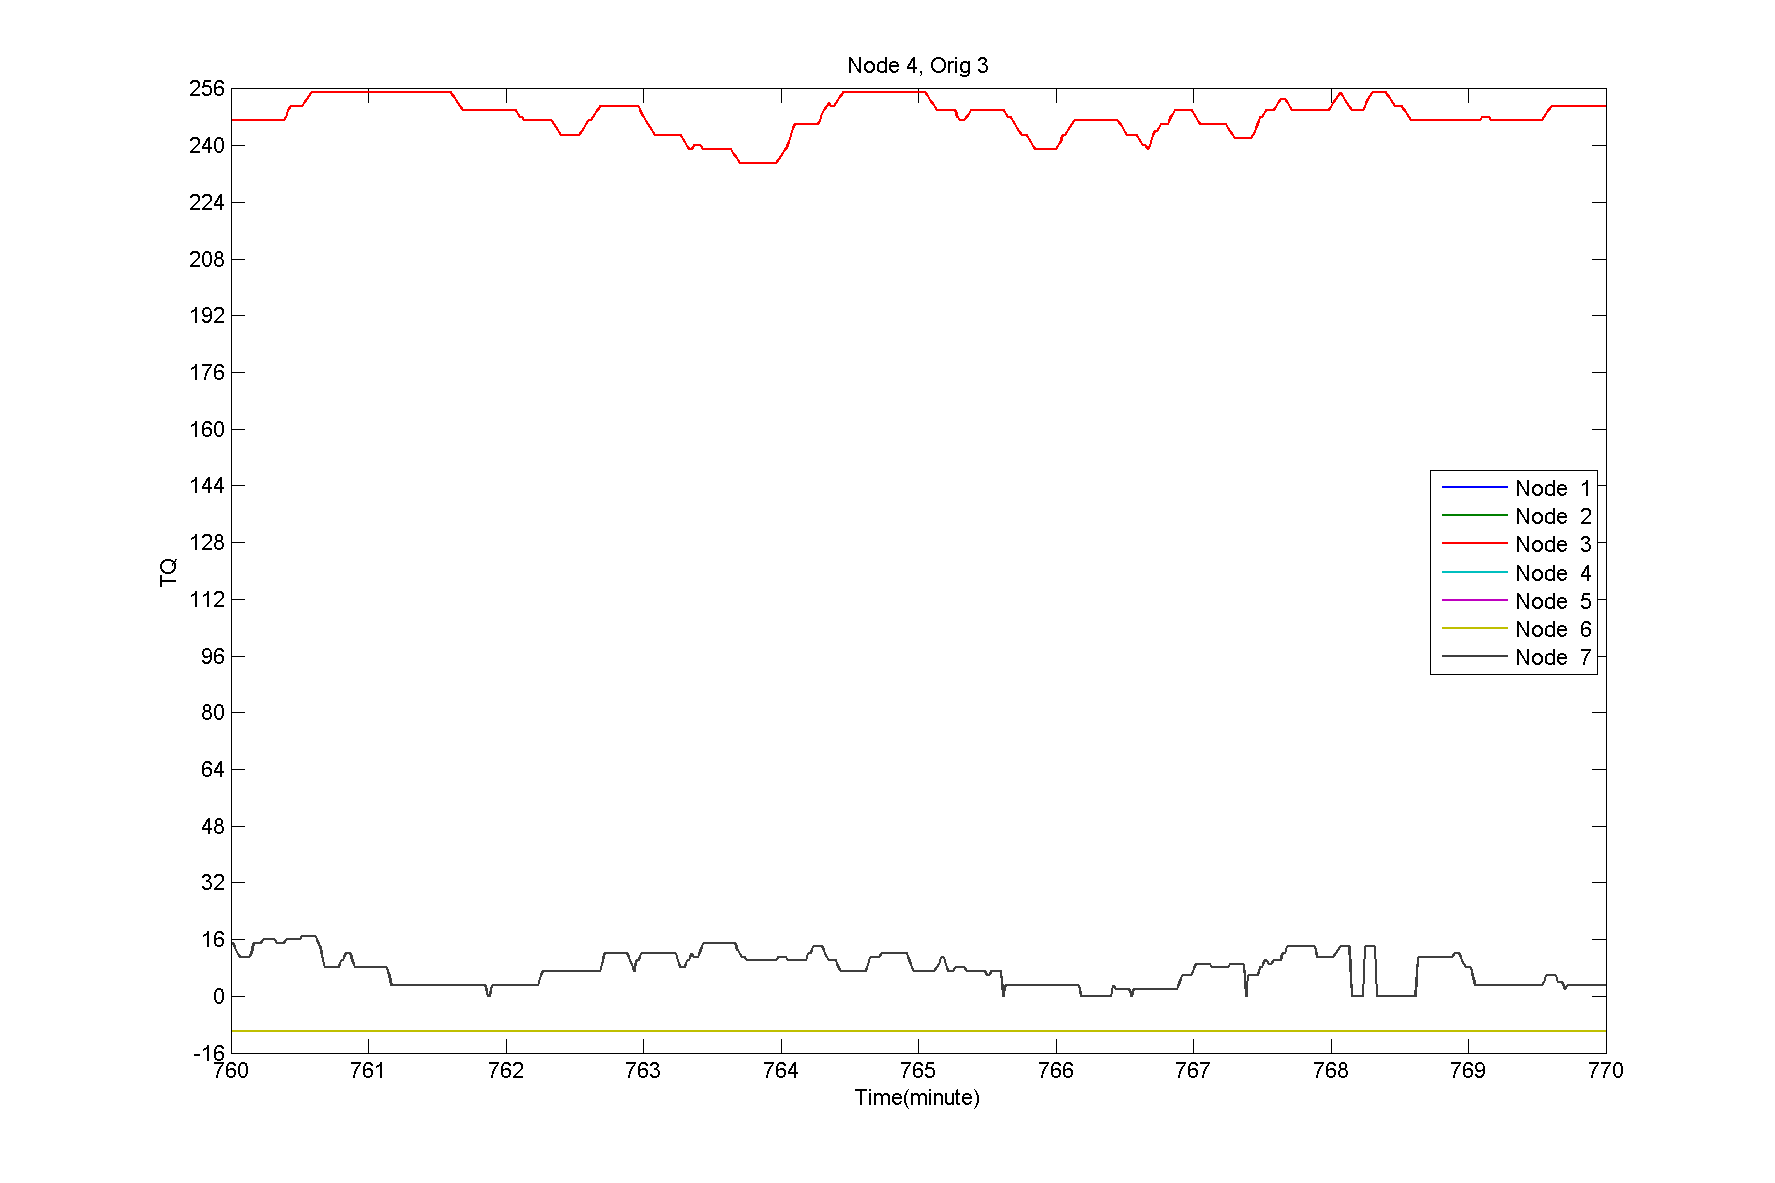 Node 4, Orig 3
256
240
224
208
192
176
160
144
128
112
96
80
64
48
32
16
0
-16
TQ
Node 1
Node 2
Node 3
Node 4
Node 5
Node 6
Node 7
760 761 762 763 764 765 766 767 768 769 770
Time(minute)